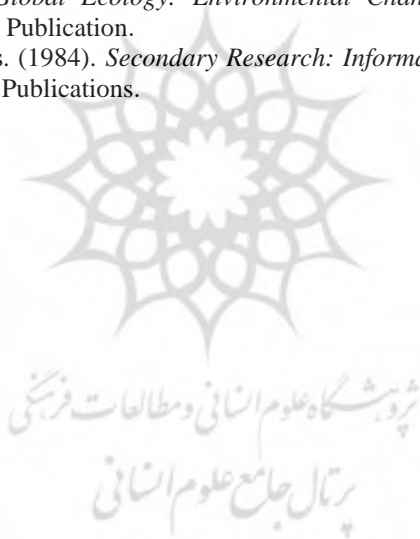 Global Ecology: Environmental Chan
Publication.
s. (1984). Secondary Research: Informa
Publications.
پژوهشگاه علوم انسانی و مطالعات فرهنگی
پرتال جامع علوم انسانی